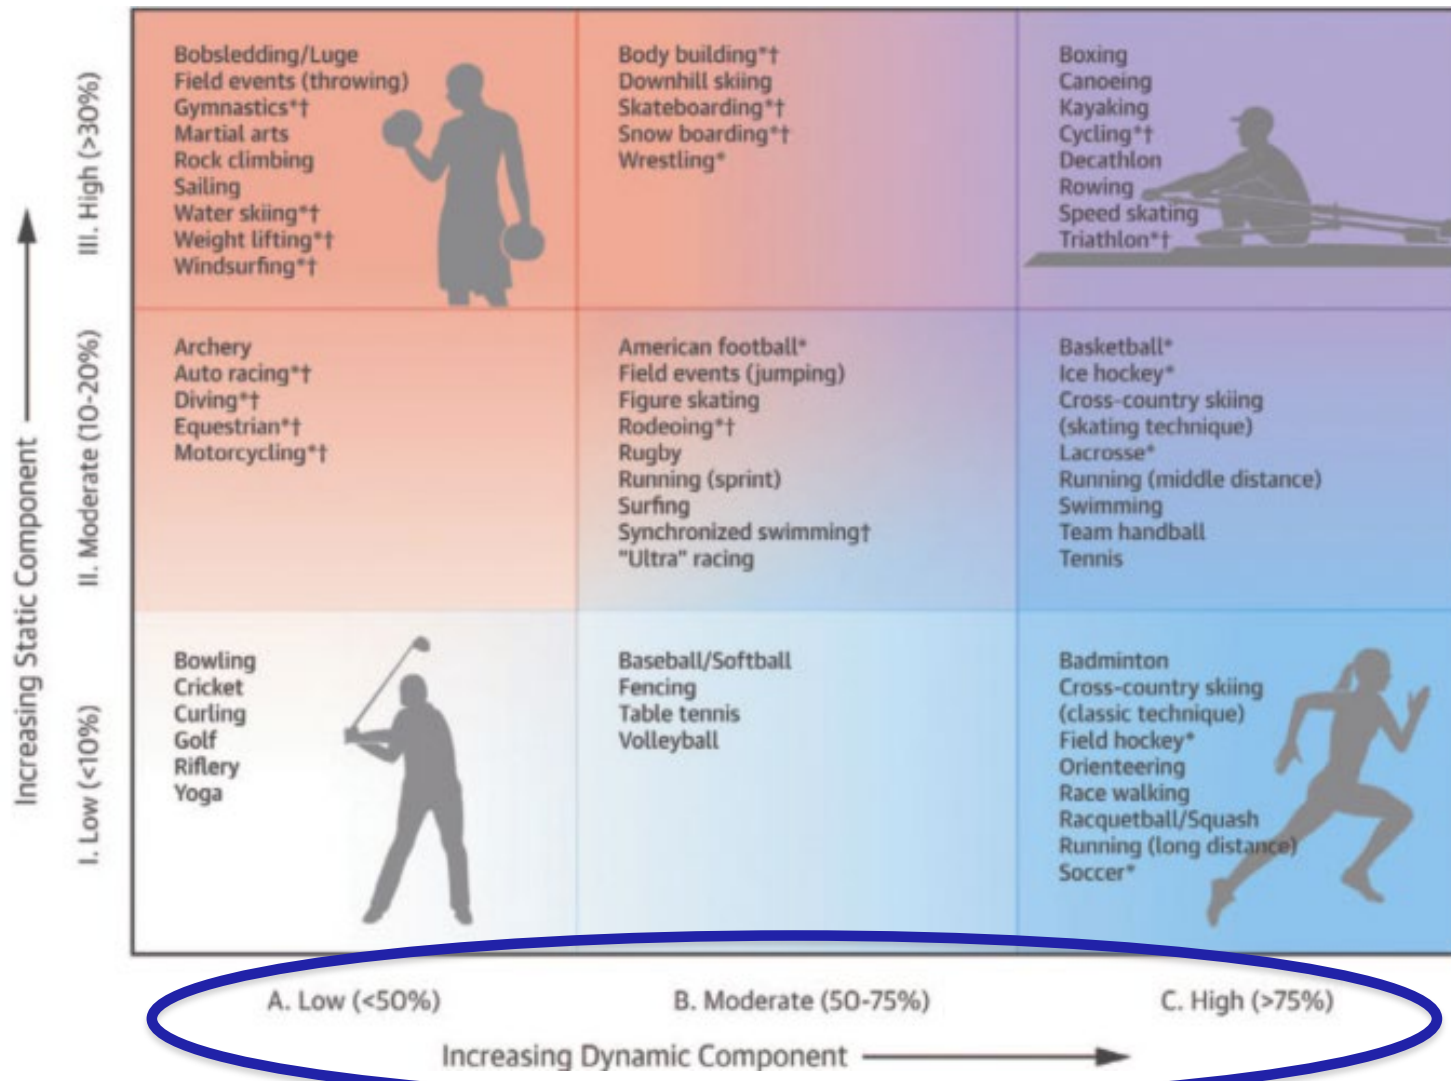 Increasing Static Component
III. High (>30%)
Bobsledding/Luge
Field events (throwing)
Gymnastics*†
Martial arts
Rock climbing
Sailing
Water skiing*†
Weight lifting*†
Windsurfing*†
Body building*†
Downhill skiing
Skateboarding*†
Snow boarding*†
Wrestling*
Boxing
Canoeing
Kayaking
Cycling*†
Decathlon
Rowing
Speed skating
Triathlon*†
II. Moderate (10-20%)
Archery
Auto racing*†
Diving*†
Equestrian*†
Motorcycling*†
American football*
Field events (jumping)
Figure skating
Rodeoing*†
Rugby
Running (sprint)
Surfing
Synchronized swimming†
"Ultra" racing
Basketball*
Ice hockey*
Cross-country skiing
(skating technique)
Lacrosse*
Running (middle distance)
Swimming
Team handball
Tennis
I. Low (<10%)
Bowling
Cricket
Curling
Golf
Riflery
Yoga
Baseball/Softball
Fencing
Table tennis
Volleyball
Badminton
Cross-country skiing
(classic technique)
Field hockey*
Orienteering
Race walking
Racquetball/Squash
Running (long distance)
Soccer*
A. Low (<50%)
B. Moderate (50-75%)
C. High (>75%)
Increasing Dynamic Component